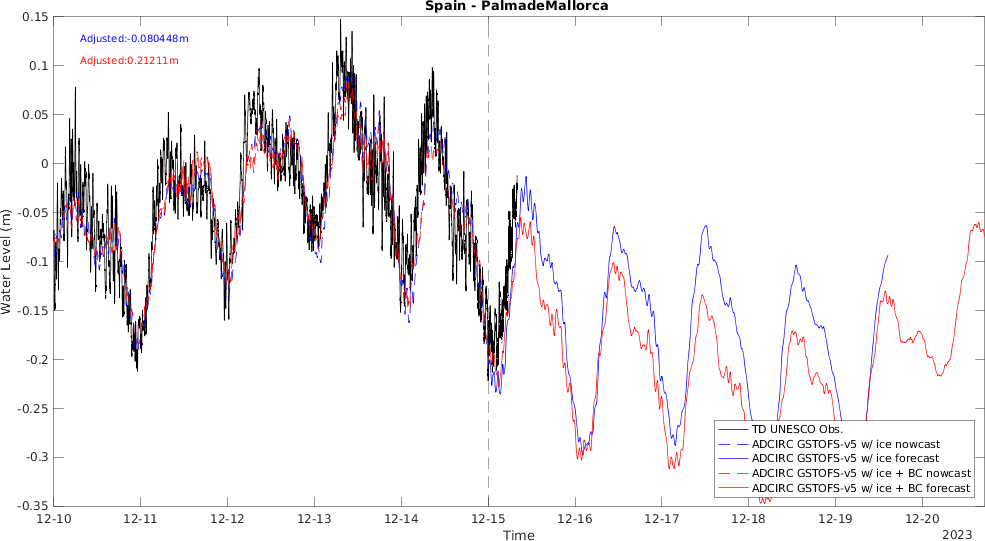 Spain - PalmadeMallorca
Adjusted:-0.080448m
Adjusted:0.21211m
0.15
0.1
0.05
0
-0.05
-0.1
-0.15
-0.2
-0.25
-0.3
-0.35
Water Level (m)
TD UNESCO Obs.
ADCIRC GSTOFS-v5 w/ ice nowcast
ADCIRC GSTOFS-v5 w/ ice forecast
ADCIRC GSTOFS-v5 w/ ice + BC nowcast
ADCIRC GSTOFS-v5 w/ ice + BC forecast
12-10 12-11 12-12 12-13 12-14 12-15 12-16 12-17 12-18 12-19 12-20
Time
2023